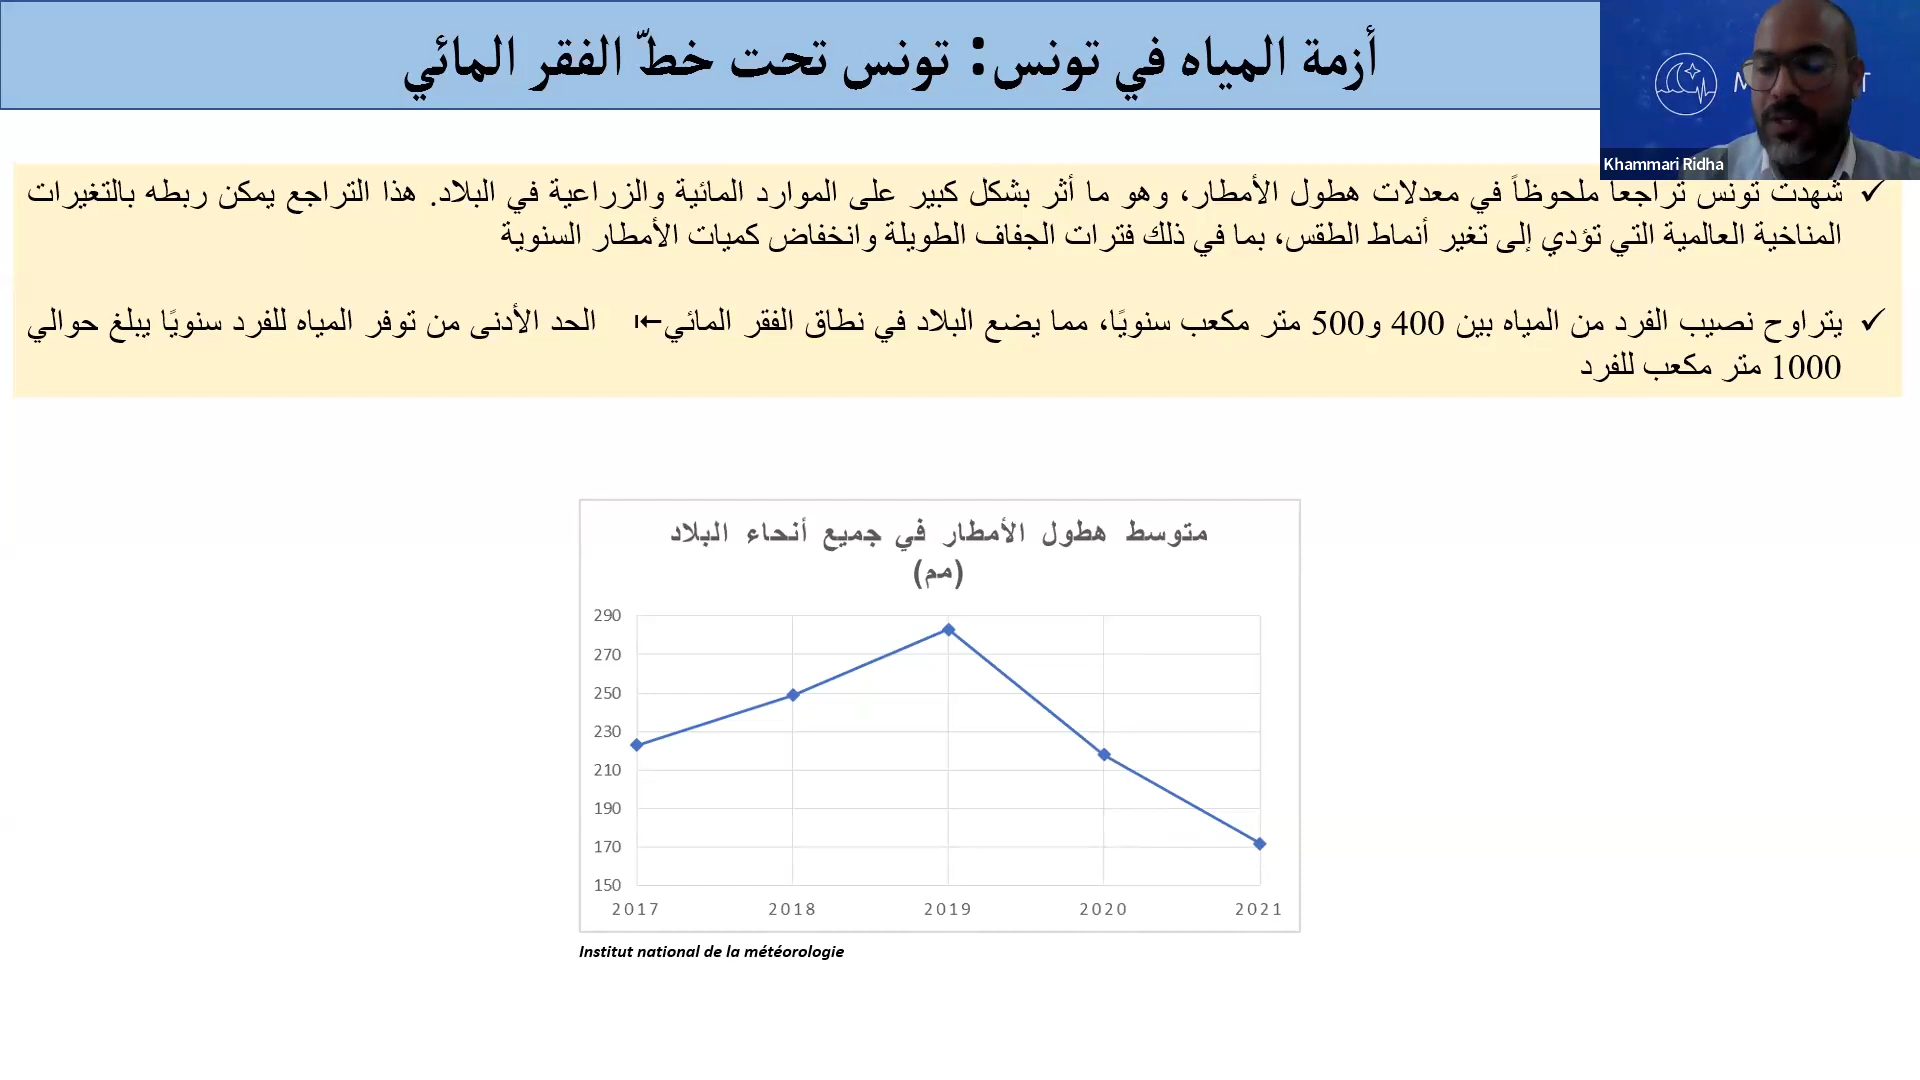 أزمة المياه في تونس: تونس تحت خطّ الفقر المائي
Khammari Ridha
✓ شهدت تونس تراجعاً ملحوظاً في معدلات هطول الأمطار، وهو ما أثر بشكل كبير على الموارد المائية والزراعية في البلاد. هذا التراجع يمكن ربطه بالتغيرات
المناخية العالمية التي تؤدي إلى تغير أنماط الطقس، بما في ذلك فترات الجفاف الطويلة وانخفاض كميات الأمطار السنوية
✓ يتراوح نصيب الفرد من المياه بين 400 و500 متر مكعب سنويًا، مما يضع البلاد في نطاق الفقر المائي⇤ الحد الأدنى من توفر المياه للفرد سنويًا يبلغ حوالي
1000 متر مكعب للفرد
متوسط هطول الأمطار في جميع أنحاء البلاد
(مم)
290
270
250
230
210
190
170
150
2017 2018 2019 2020 2021
Institut national de la météorologie